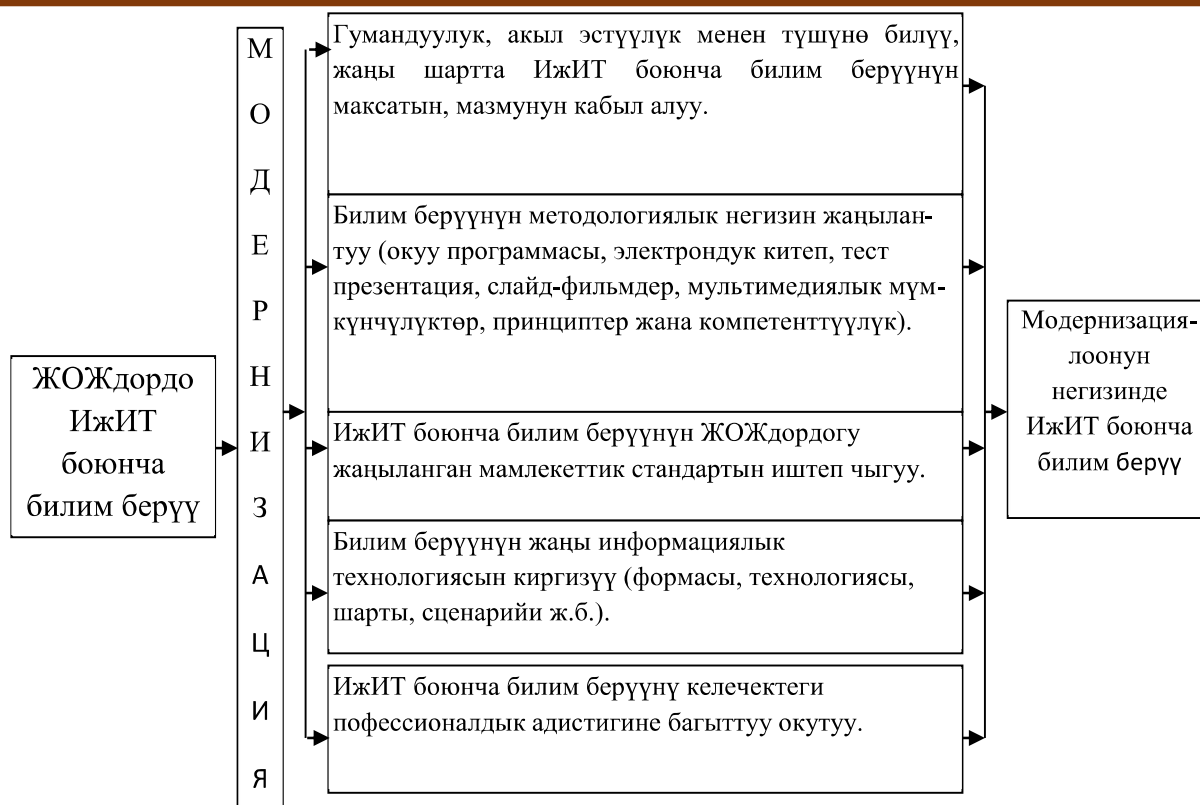 ЖОЖдордо
ИжИТ
боюнча
билим берүү
М
О
Д
Е
Р
Н
И
З
А
Ц
И
Я
Гумандуулук, акыл эстүүлүк менен түшүнө билүү,
жаңы шартта ИжИТ боюнча билим берүүнүн
максатын, мазмунун кабыл алуу.
Билим берүүнүн методологиялык негизин жаңылан-
туу (окуу программасы, электрондук китеп, тест
презентация, слайд-фильмдер, мультимедиялык мүм-
күнчүлүктөр, принциптер жана компетенттүүлүк).
ИжИТ боюнча билим берүүнүн ЖОЖдордогу
жаңыланган мамлекеттик стандартын иштеп чыгуу.
Билим берүүнүн жаңы информациялык
технологиясын киргизүү (формасы, технологиясы,
шарты, сценарийи ж.б.).
ИжИТ боюнча билим берүүнү келечектеги
пофессионалдык адистигине багыттуу окутуу.
Модернизация-
лоонун
негизинде
ИжИТ боюнча
билим берүү